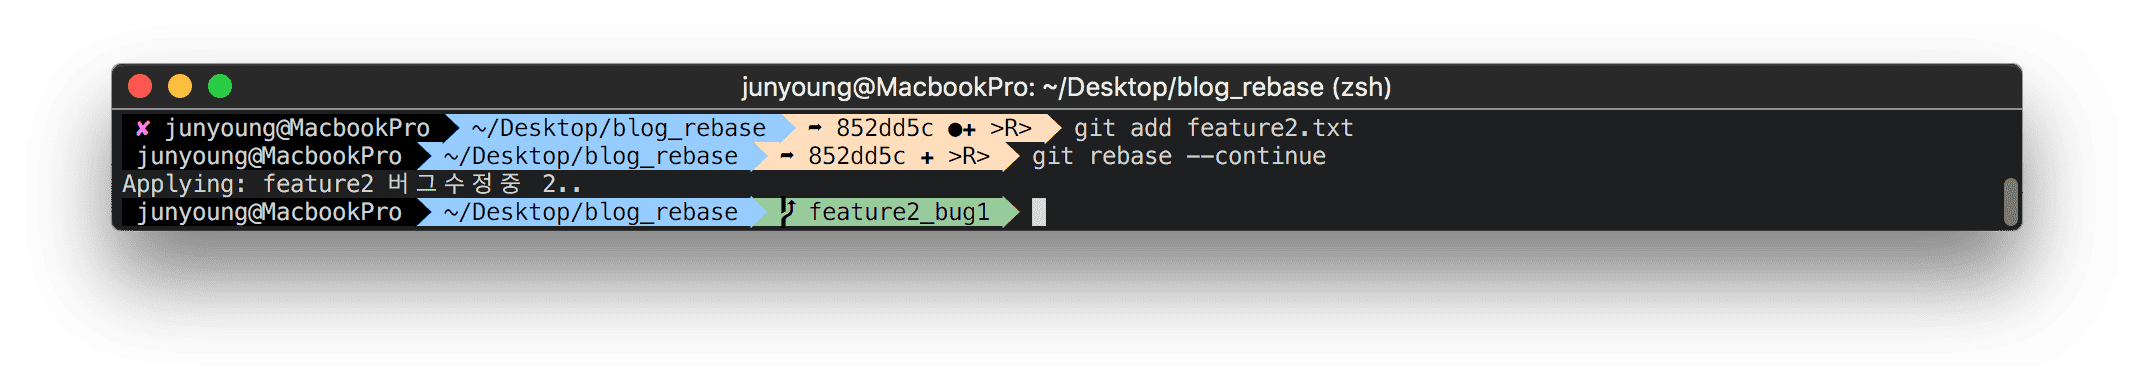 junyoung@MacbookPro: ~/Desktop/blog_rebase (zsh)
✘ junyoung@MacbookPro ~/Desktop/blog_rebase ➦ 852dd5c ●✚ >R> git add feature2.txt
junyoung@MacbookPro ~/Desktop/blog_rebase ➦ 852dd5c ✚ >R> git rebase --continue
Applying: feature2 버그수정중 2..
junyoung@MacbookPro ~/Desktop/blog_rebase feature2_bug1